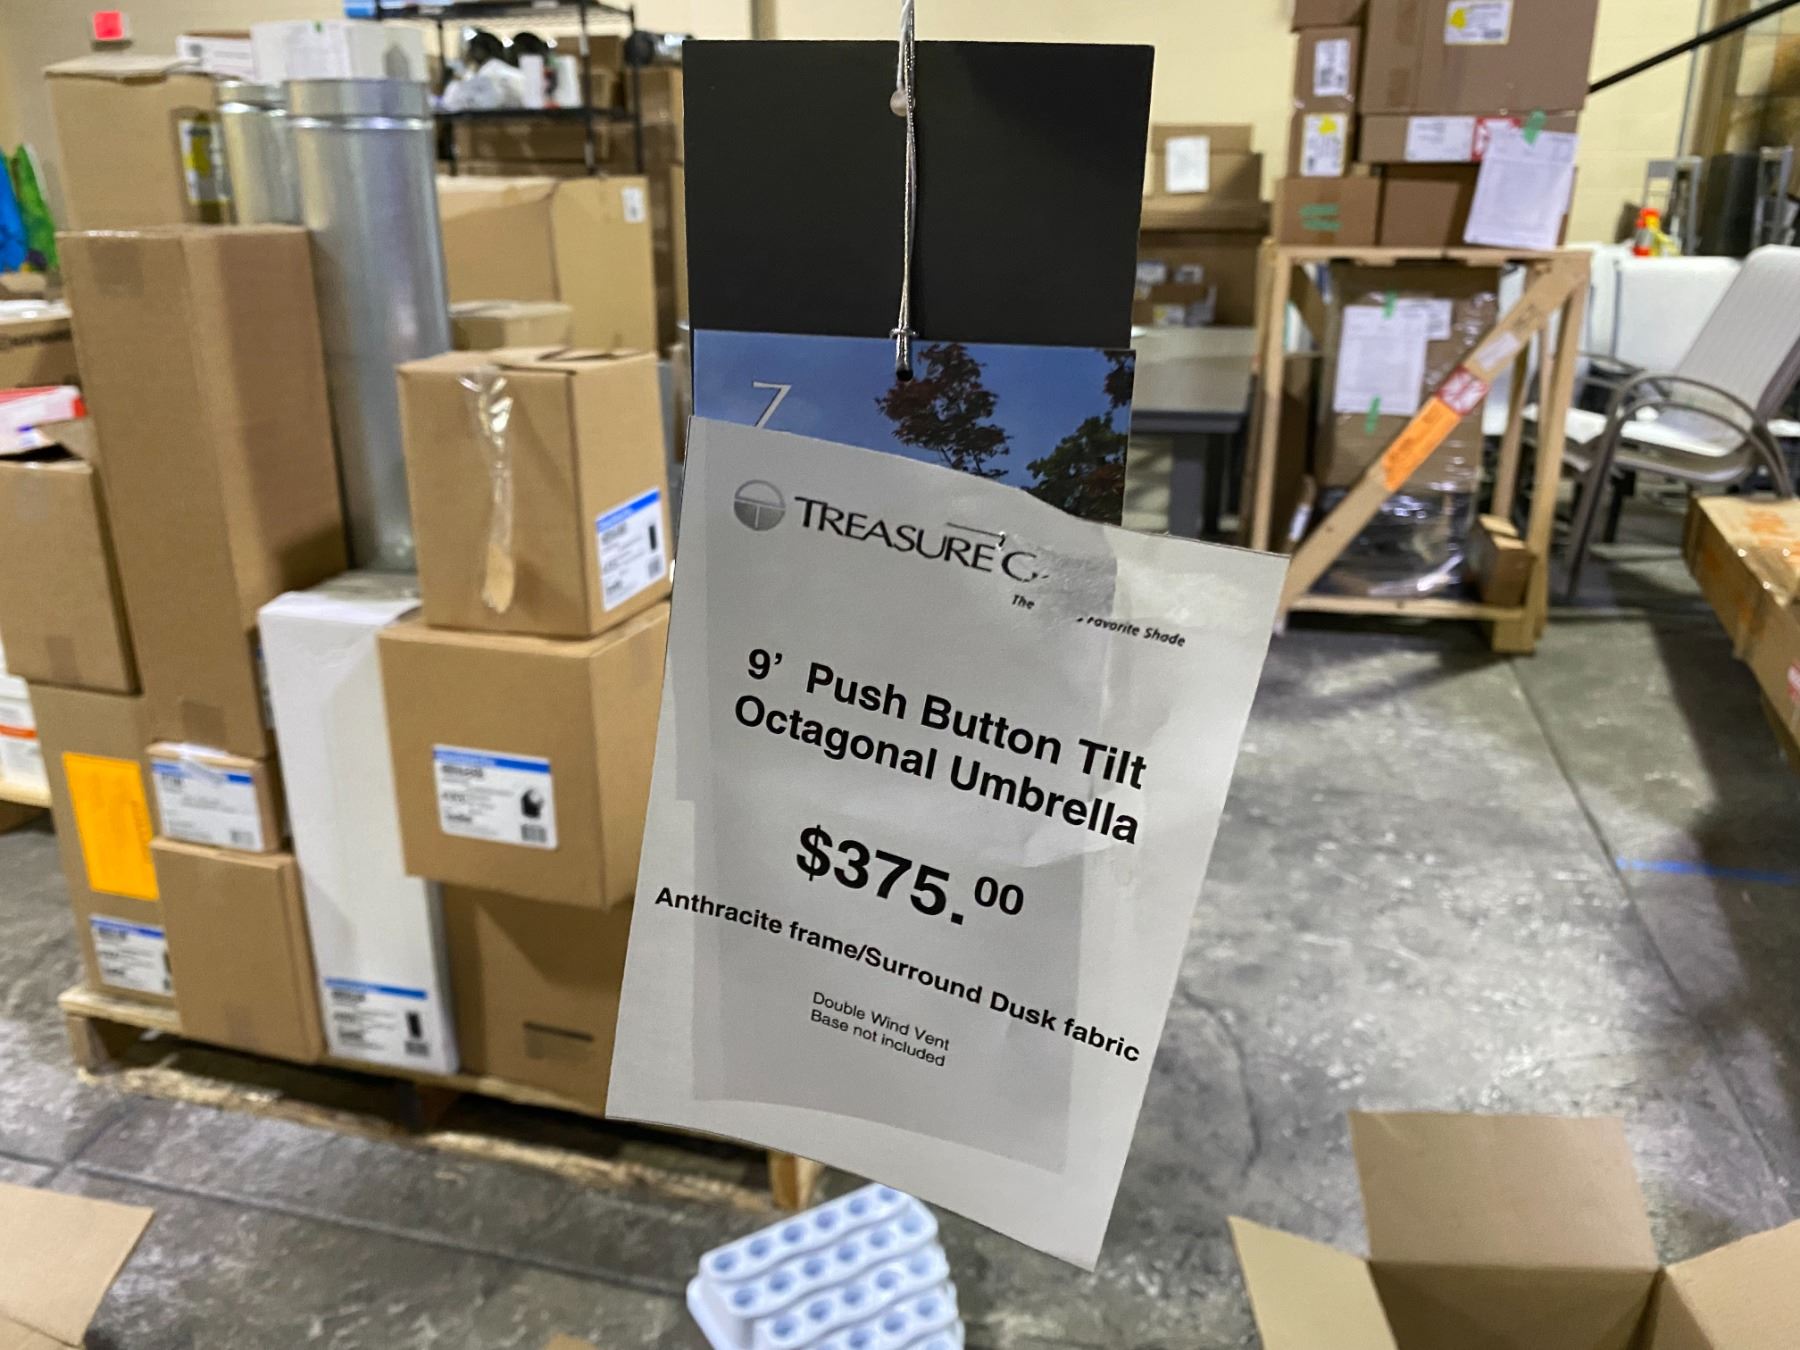 TREASURE G
The
Favorite Shade
9’ Push Button Tilt
Octagonal Umbrella
$375.00
Anthracite frame/Surround Dusk fabric
Double Wind Vent
Base not included